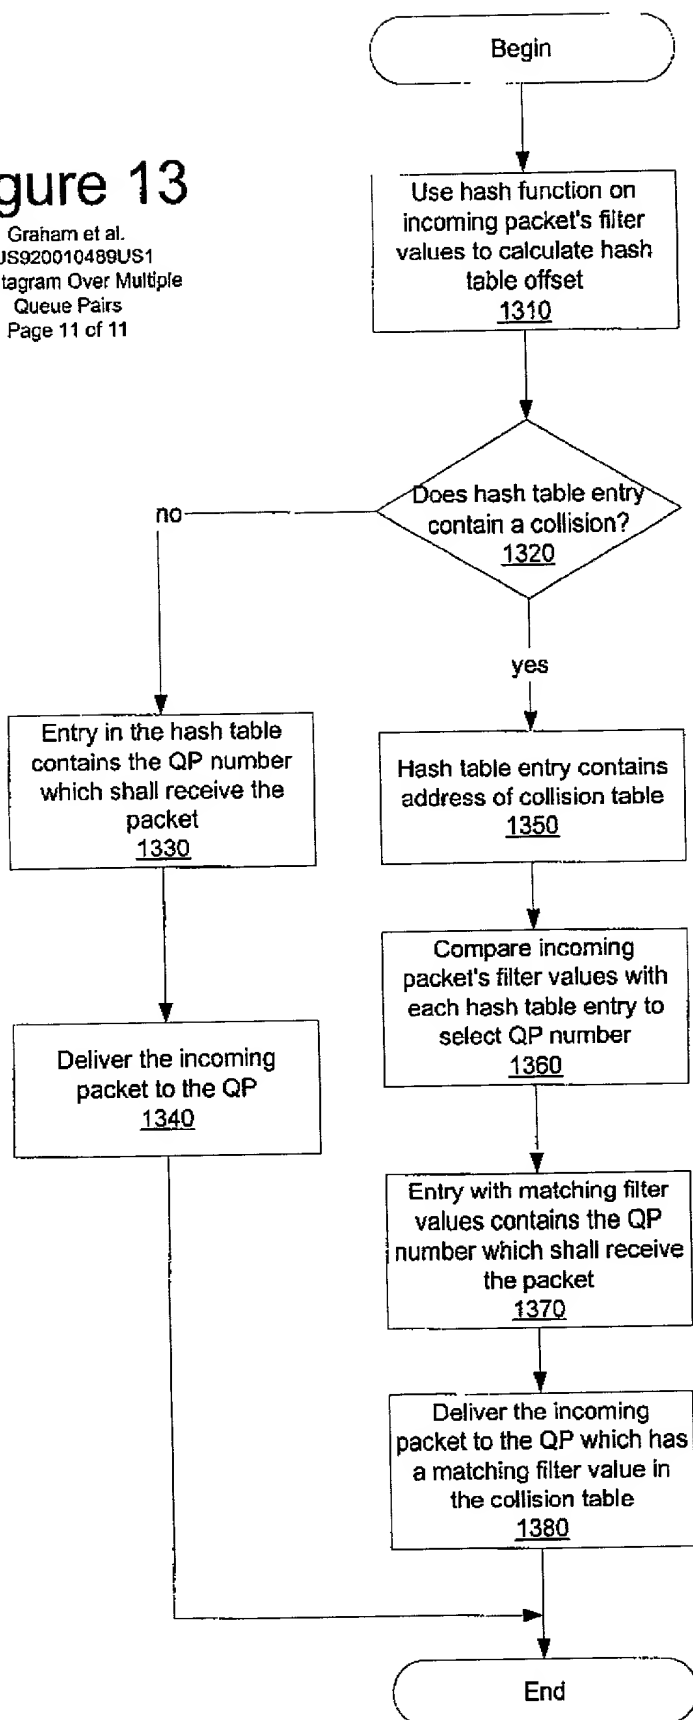 Begin
gure 13
Graham et al.
US920010489US1
tagram Over Multiple
Queue Pairs
Page 11 of 11
Use hash function on
incoming packet's filter
values to calculate hash
table offset
1310
Does hash table entry
contain a collision?
1320
no
yes
Entry in the hash table
contains the QP number
which shall receive the
packet
1330
Hash table entry contains
address of collision table
1350
Compare incoming
packet's filter values with
each hash table entry to
select QP number
1360
Deliver the incoming
packet to the QP
1340
Entry with matching filter
values contains the QP
number which shall receive
the packet
1370
Deliver the incoming
packet to the QP which has
a matching filter value in
the collision table
1380
End